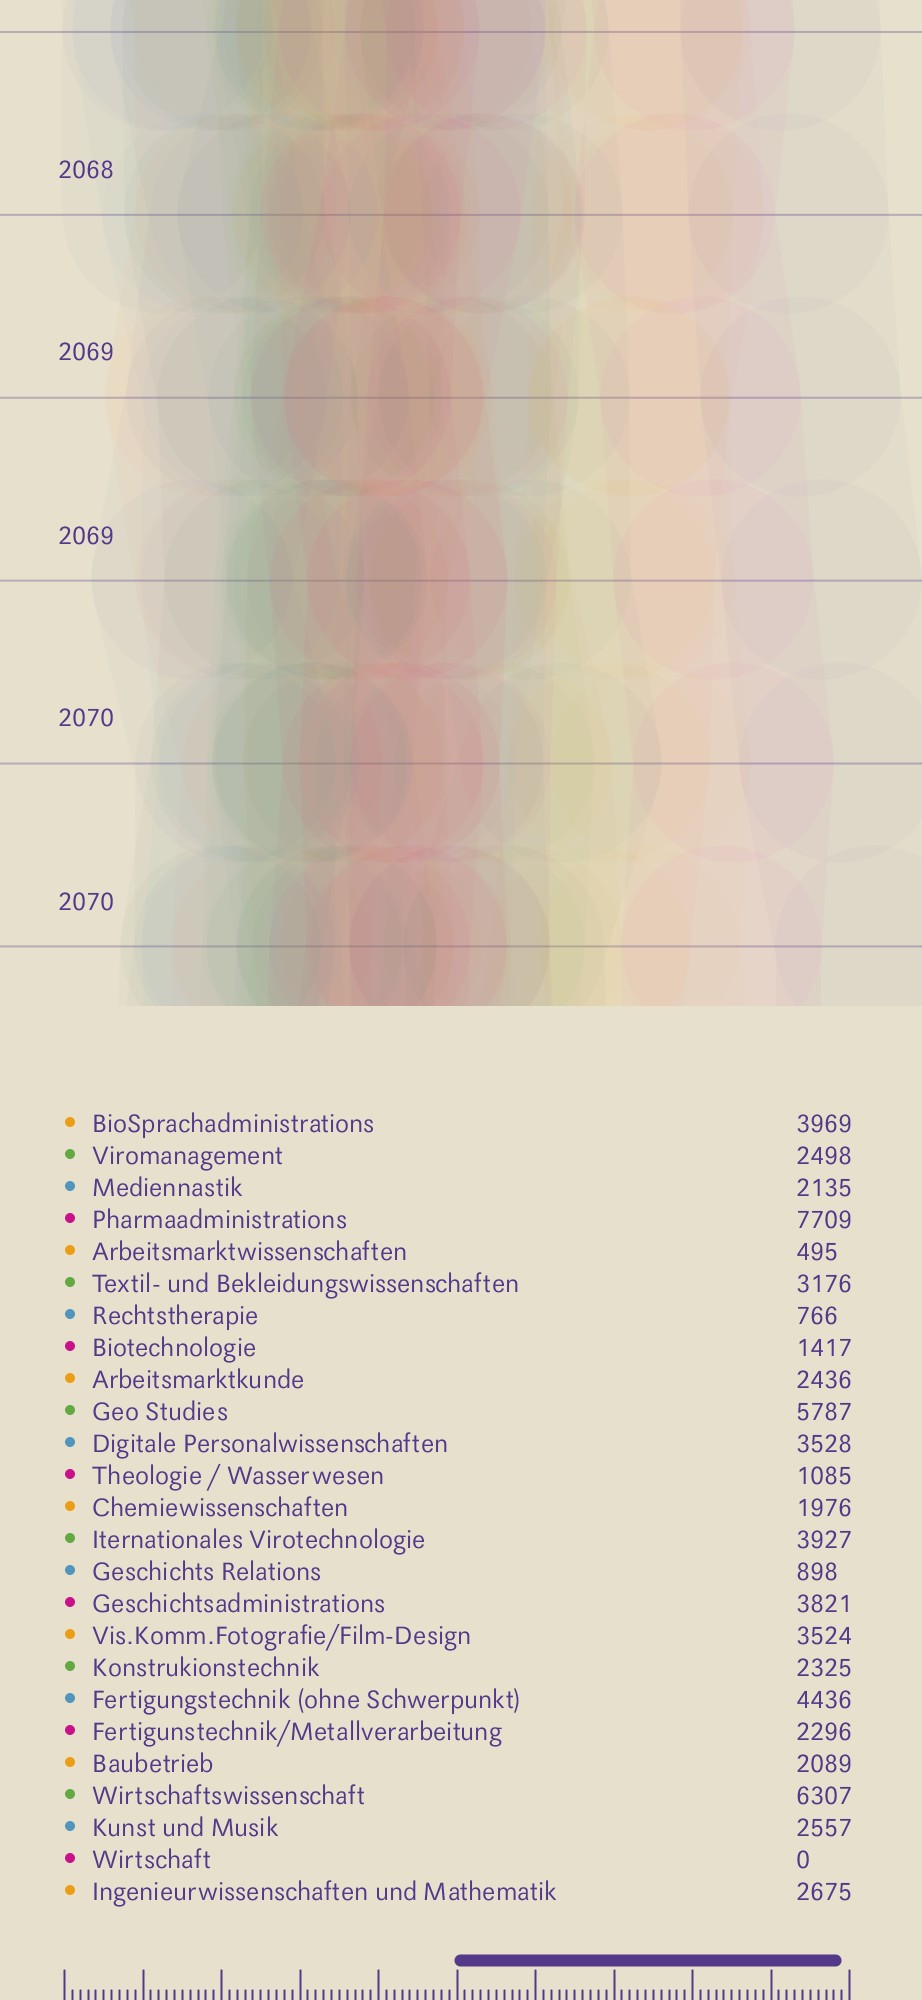 2068
2069
2069
2070
2070
BioSprachadministrations 3969
Viromanagement 2498
Mediennastik 2135
Pharmaadministrations 7709
Arbeitsmarktwissenschaften 495
Textil- und Bekleidungswissenschaften 3176
Rechtstherapie 766
Biotechnologie 1417
Arbeitsmarktkunde 2436
Geo Studies 5787
Digitale Personalwissenschaften 3528
Theologie / Wasserwesen 1085
Chemiewissenschaften 1976
Iternationales Virotechnologie 3927
Geschichts Relations 898
Geschichtsadministrations 3821
Vis.Komm.Fotografie/Film-Design 3524
Konstrukionstechnik 2325
Fertigungstechnik (ohne Schwerpunkt) 4436
Fertigunstechnik/Metallverarbeitung 2296
Baubetrieb 2089
Wirtschaftswissenschaft 6307
Kunst und Musik 2557
Wirtschaft 0
Ingenieurwissenschaften und Mathematik 2675